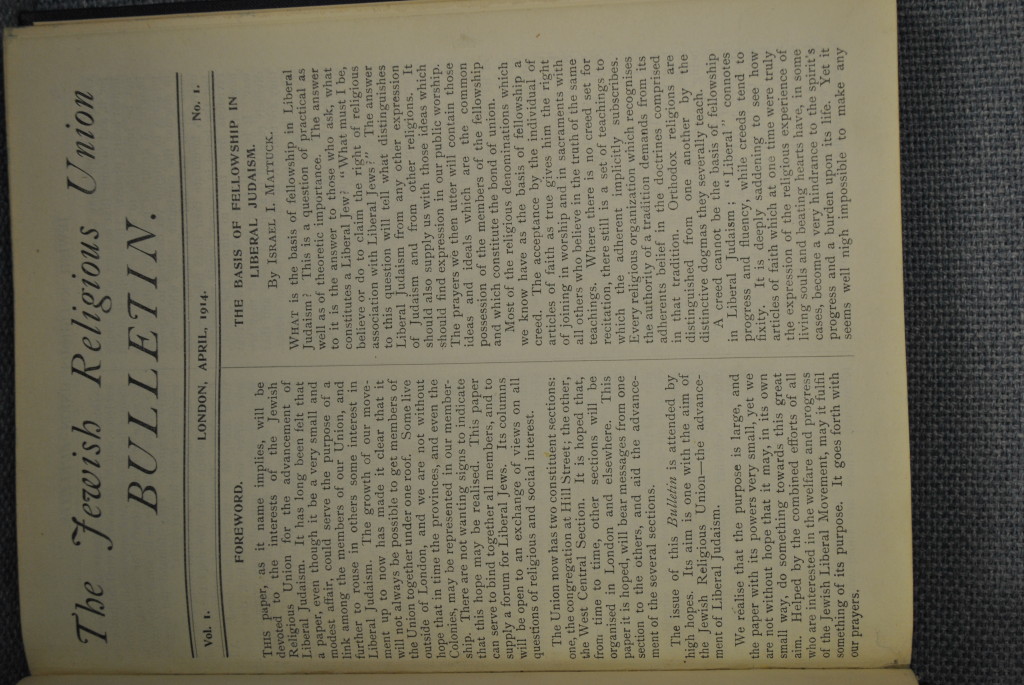 The Jewish Religious Union
BULLETIN.
Vol. 1. LONDON, APRIL, 1914. No. 1.
FOREWORD.
THIS paper, as it name implies, will be
devoted to the interests of the Jewish
Religious Union for the advancement of
Liberal Judaism. It has long been felt that
a paper, even though it be a very small and
modest affair, could serve the purpose of a
link among the members of our Union, and
further to rouse in others some interest in
Liberal Judaism. The growth of our move-
ment up to now has made it clear that it
will not always be possible to get members of
the Union together under one roof. Some live
outside of London, and we are not without
hope that in time the provinces, and even the
Colonies, may be represented in our member-
ship. There are not wanting signs to indicate
that this hope may be realised. This paper
can serve to bind together all members, and to
supply a forum for Liberal Jews. Its columns
will be open to an exchange of views on all
questions of religious and social interest.
The Union now has two constituent sections:
one, the congregation at Hill Street; the other,
the West Central Section. It is hoped that,
from time to time, other sections will be
organised in London and elsewhere. This
paper it is hoped, will bear messages from one
section to the others, and aid the advance-
ment of the several sections.
The issue of this Bulletin is attended by
high hopes. Its aim is one with the aim of
the Jewish Religious Union—the advance-
ment of Liberal Judaism.
We realise that the purpose is large, and
the paper with its powers very small, yet we
are not without hope that it may, in its own
small way, do something towards this great
aim. Helped by the combined efforts of all
who are interested in the welfare and progress
of the Jewish Liberal Movement, may it fulfil
something of its purpose. It goes forth with
our prayers.
THE BASIS OF FELLOWSHIP IN
LIBERAL JUDAISM.
By ISRAEL I. MATTUCK.
WHAT is the basis of fellowship in Liberal
Judaism? This is a question of practical as
well as of theoretic importance. The answer
to it is the answer to those who ask, what
constitutes a Liberal Jew? "What must I be,
believe or do to claim the right of religious
association with Liberal Jews?" The answer
to this question will tell what distinguishes
Liberal Judaism from any other expression
of Judaism and from other religions. It
should also supply us with those ideas which
should find expression in our public worship.
The prayers we then utter will contain those
ideas and ideals which are the common
possession of the members of the fellowship
and which constitute the bond of union.
Most of the religious denominations which
we know have as the basis of fellowship a
creed. The acceptance by the individual of
articles of faith as true gives him the right
of joining in worship and in sacraments with
all others who believe in the truth of the same
teachings. Where there is no creed set for
recitation, there still is a set of teachings to
which the adherent implicitly subscribes.
Every religious organization which recognises
the authority of a tradition demands from its
adherents belief in the doctrines comprised
in that tradition. Orthodox religions are
distinguished from one another by the
distinctive dogmas they severally teach.
A creed cannot be the basis of fellowship
in Liberal Judaism; "Liberal" connotes
progress and fluency, while creeds tend to
fixity. It is deeply saddening to see how
articles of faith which at one time were truly
the expression of the religious experience of
living souls and beating hearts have, in some
cases, become a very hindrance to the spirit's
progress and a burden upon its life. Yet it
seems well nigh impossible to make any